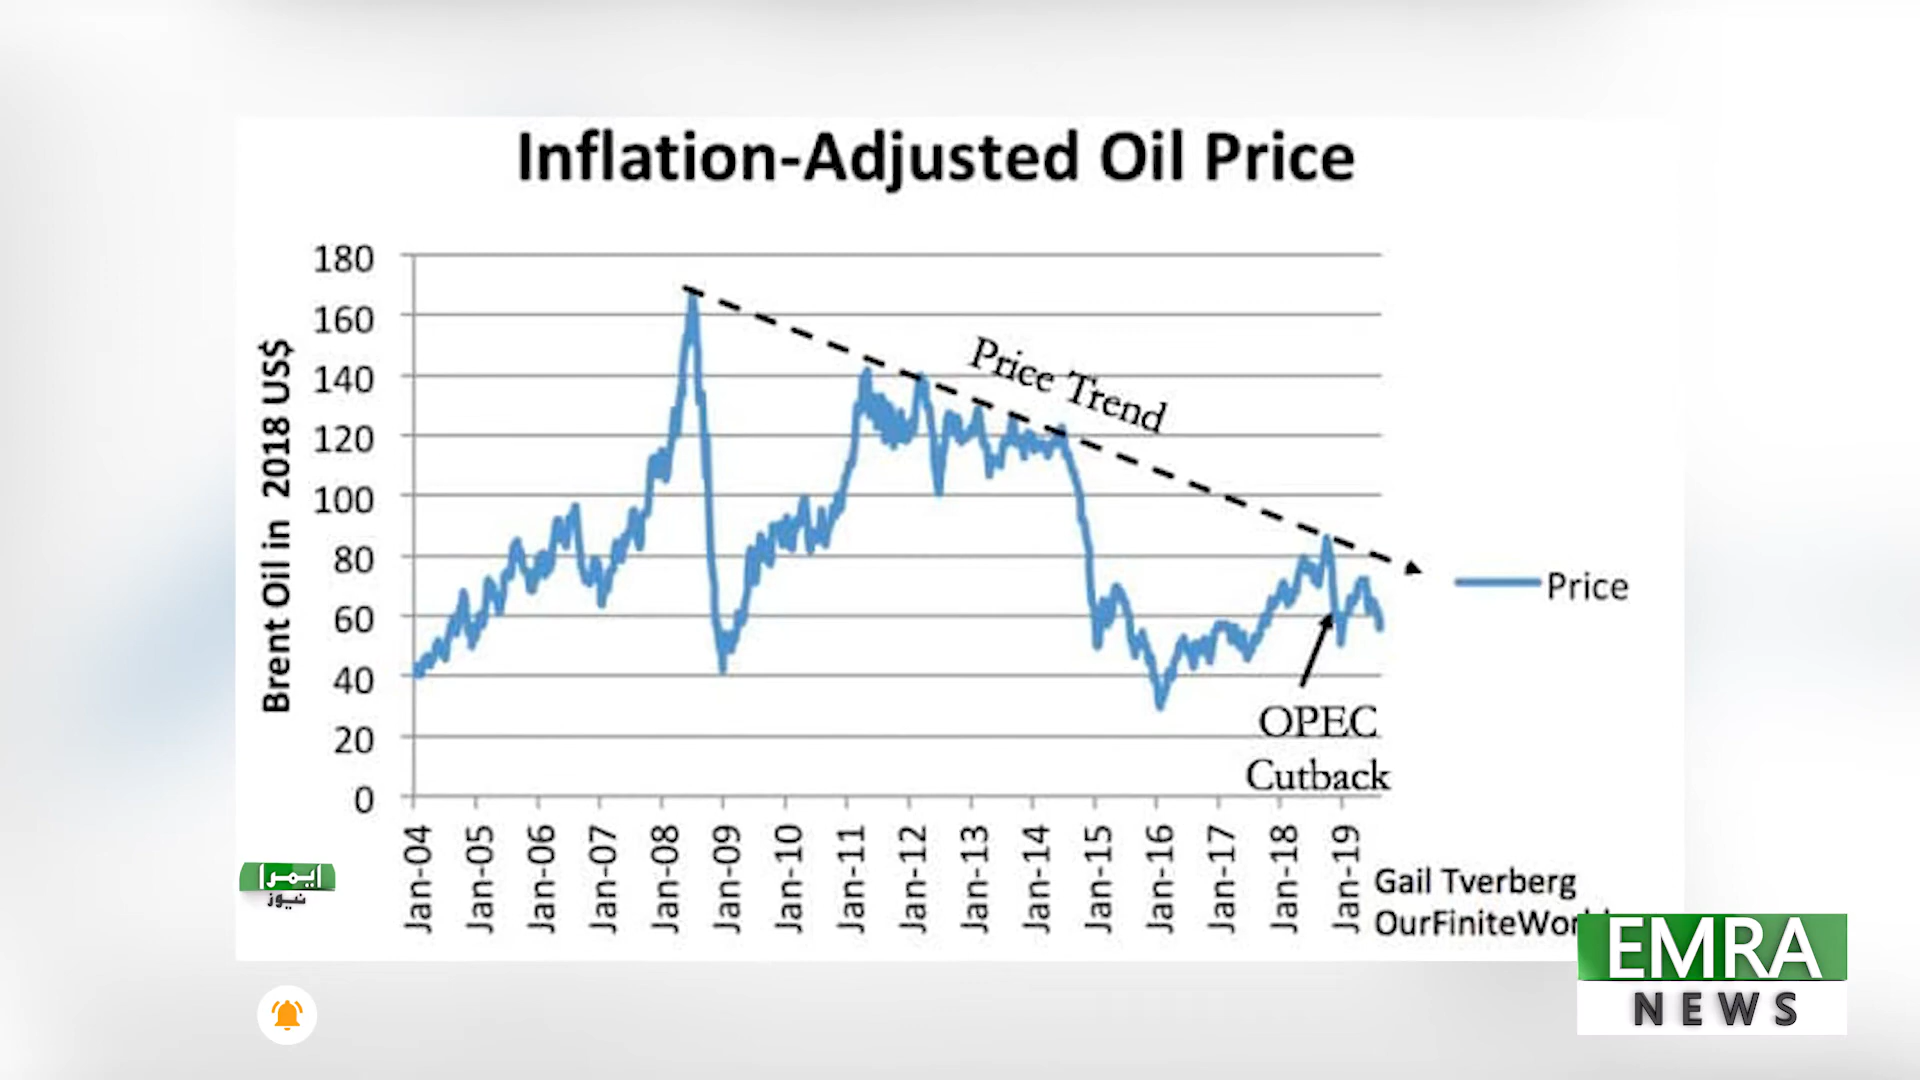 Inflation-Adjusted Oil Price
Brent Oil in 2018 US$
180
160
140
120
100
80
60
40
20
0
Price Trend
Price
OPEC
Cutback
Jan-04
Jan-05
Jan-06
Jan-07
Jan-08
Jan-09
Jan-10
Jan-11
Jan-12
Jan-13
Jan-14
Jan-15
Jan-16
Jan-17
Jan-18
Jan-19
Gail Tverberg
ایمرا
نیوز
EMRA
NEWS